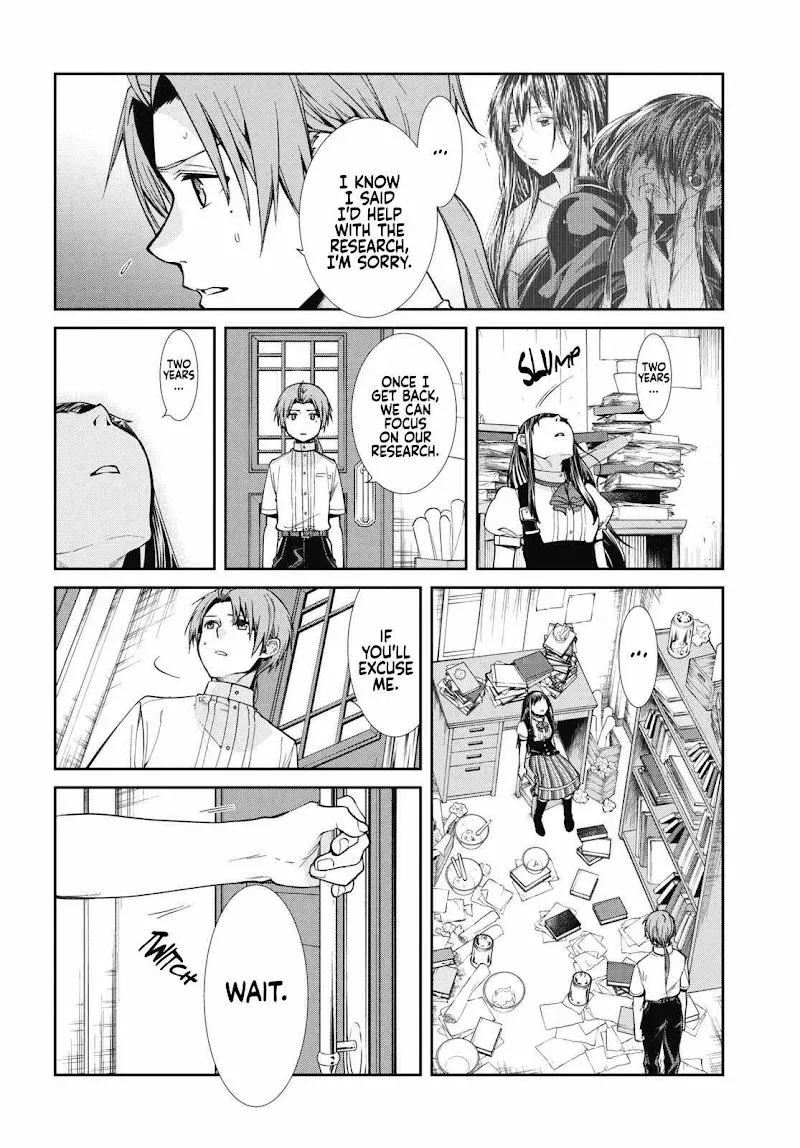 ...
I KNOW
I SAID
I'D HELP
WITH THE
RESEARCH,
I'M SORRY.
SLUMP
TWO
YEARS
...
ONCE I
GET BACK,
WE CAN
FOCUS
ON OUR
RESEARCH.
TWO
YEARS
...
...
IF
YOU'LL
EXCUSE
ME.
TWITCH
WAIT.